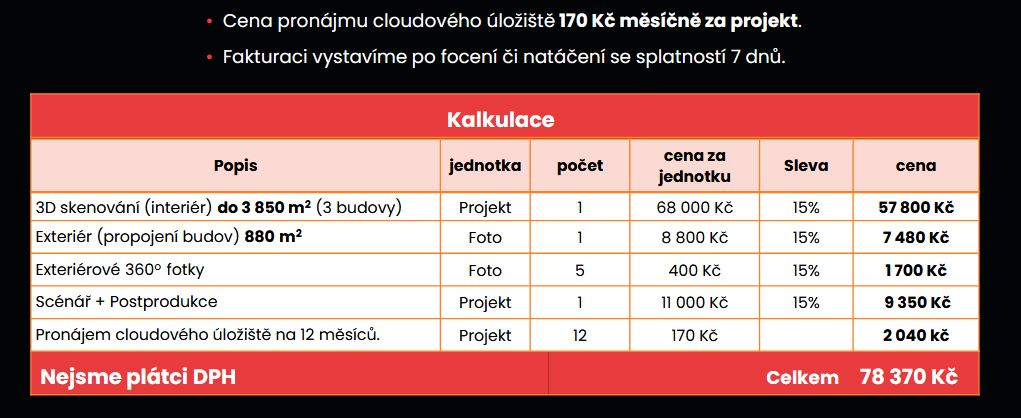 • Cena pronájmu cloudového úložiště 170 Kč měsíčně za projekt.
• Fakturaci vystavíme po focení či natáčení se splatností 7 dnů.
Kalkulace
Popis jednotka počet cena za jednotku Sleva cena
3D skenování (interiér) do 3 850 m² (3 budovy) Projekt 1 68 000 Kč 15% 57 800 Kč
Exteriér (propojení budov) 880 m² Foto 1 8 800 Kč 15% 7 480 Kč
Exteriérové 360° fotky Foto 5 400 Kč 15% 1 700 Kč
Scénář + Postprodukce Projekt 1 11 000 Kč 15% 9 350 Kč
Pronájem cloudového úložiště na 12 měsíců. Projekt 12 170 Kč 2 040 kč
Nejsme plátci DPH Celkem 78 370 Kč